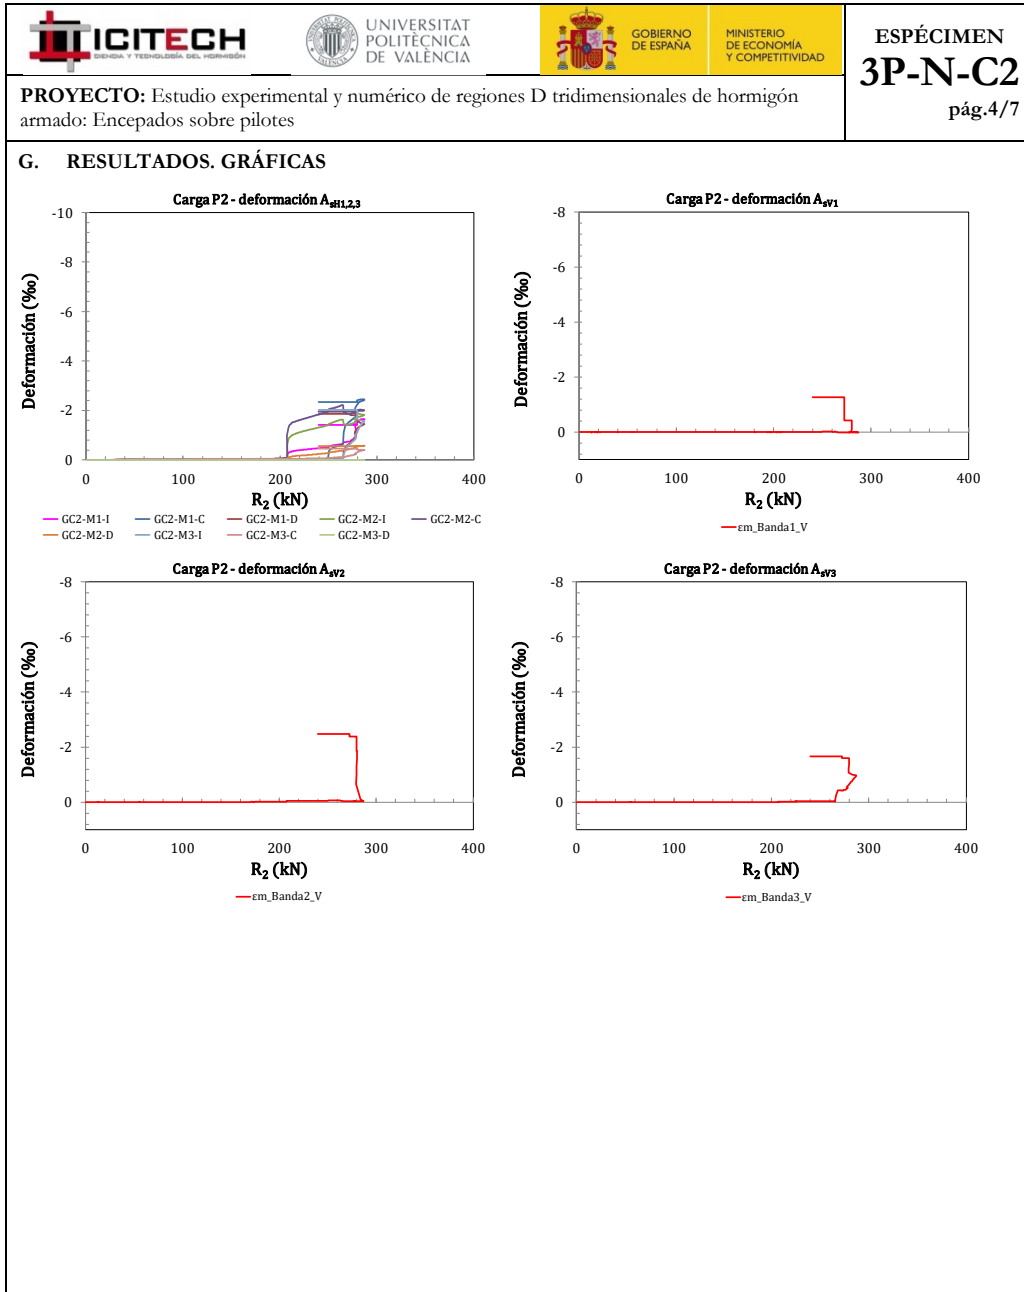 ICITECH
CIENCIA Y TECNOLOGÍA DEL HORMIGÓN
UNIVERSITAT
POLITÈCNICA
DE VALÈNCIA
GOBIERNO
DE ESPAÑA
MINISTERIO
DE ECONOMÍA
Y COMPETITIVIDAD
ESPÉCIMEN
3P-N-C2
pág.4/7
PROYECTO: Estudio experimental y numérico de regiones D tridimensionales de hormigón
armado: Encepados sobre pilotes
G. RESULTADOS. GRÁFICAS
Carga P2 - deformación AsH1,2,3
-10
-8
-6
-4
-2
0
Deformación (‰)
0 100 200 300 400
R2 (kN)
GC2-M1-I GC2-M1-C GC2-M1-D GC2-M2-I GC2-M2-C
GC2-M2-D GC2-M3-I GC2-M3-C GC2-M3-D
Carga P2 - deformación AsV1
-8
-6
-4
-2
0
Deformación (‰)
0 100 200 300 400
R2 (kN)
εm_Banda1_V
Carga P2 - deformación AsV2
-8
-6
-4
-2
0
Deformación (‰)
0 100 200 300 400
R2 (kN)
εm_Banda2_V
Carga P2 - deformación AsV3
-8
-6
-4
-2
0
Deformación (‰)
0 100 200 300 400
R2 (kN)
εm_Banda3_V